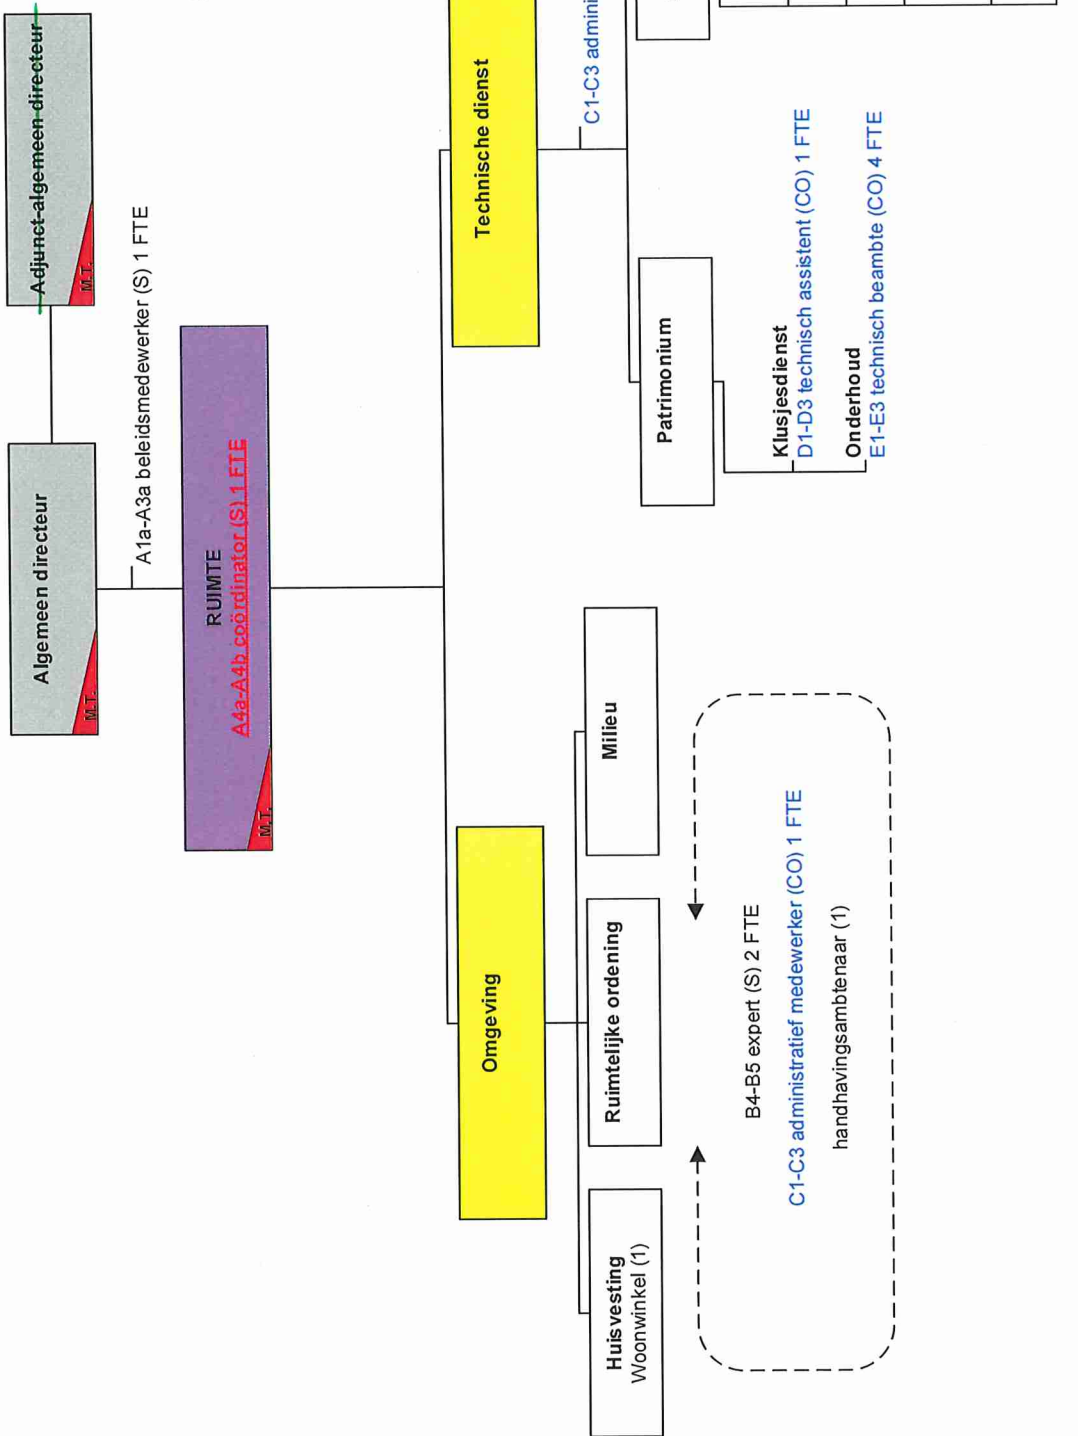 Algemeen directeur
M.T.
Adjunct-algemeen directeur
M.T.
A1a-A3a beleidsmedewerker (S) 1 FTE
RUIMTE
A4a-A4b coördinator (S) 1 FTE
M.T.
Omgeving
Technische dienst
C1-C3 admini
Huisvesting
Woonwinkel (1)
Ruimtelijke ordening
Milieu
Patrimonium
B4-B5 expert (S) 2 FTE
C1-C3 administratief medewerker (CO) 1 FTE
handhavingsambtenaar (1)
Klusjesdienst
D1-D3 technisch assistent (CO) 1 FTE
Onderhoud
E1-E3 technisch beambte (CO) 4 FTE